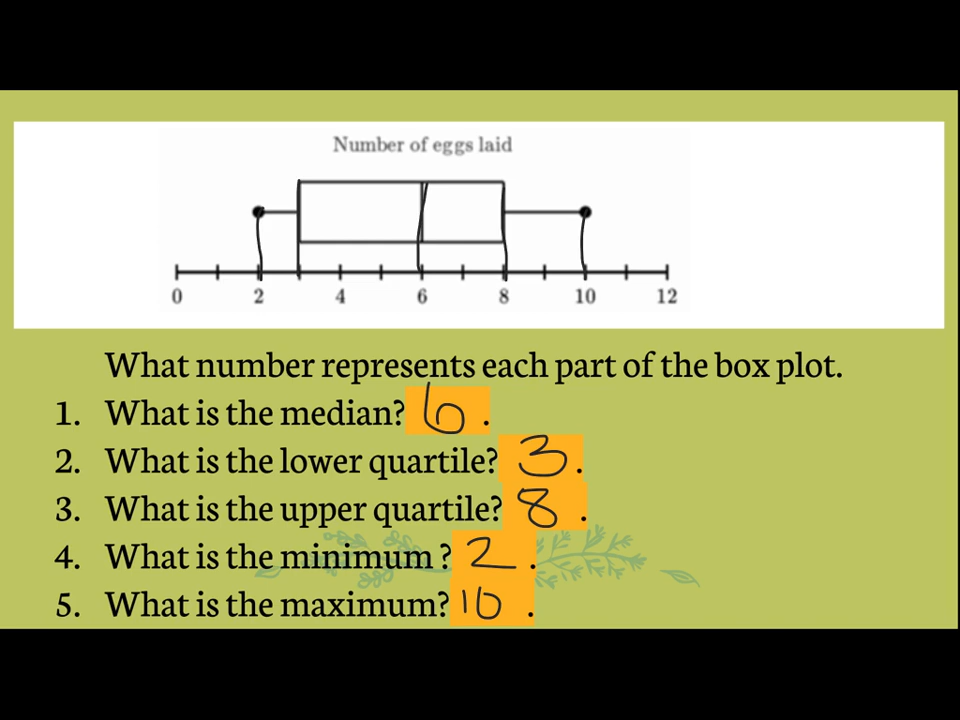 Number of eggs laid
0 2 4 6 8 10 12
What number represents each part of the box plot.
1. What is the median? 6 .
2. What is the lower quartile? 3 .
3. What is the upper quartile? 8 .
4. What is the minimum ? 2 .
5. What is the maximum? 10 .